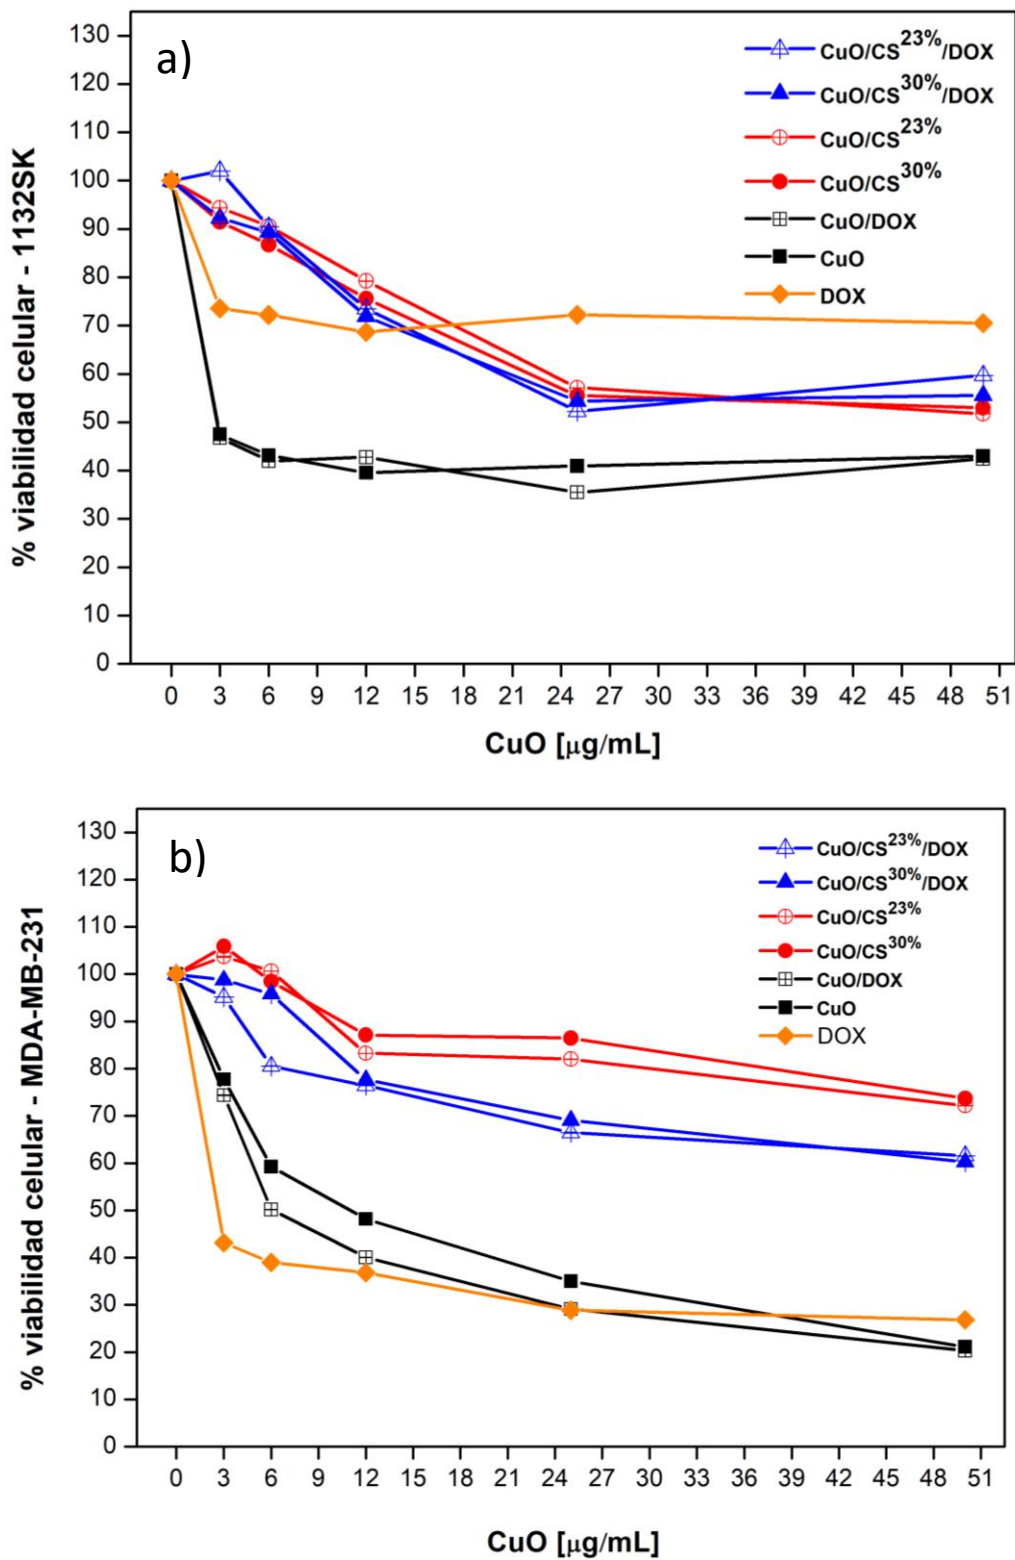 a)
CuO/CS23%/DOX
CuO/CS30%/DOX
CuO/CS23%
CuO/CS30%
CuO/DOX
CuO
DOX
% viabilidad celular - 1132SK
130
120
110
100
90
80
70
60
50
40
30
20
10
0
0 3 6 9 12 15 18 21 24 27 30 33 36 39 42 45 48 51
CuO [µg/mL]
b)
CuO/CS23%/DOX
CuO/CS30%/DOX
CuO/CS23%
CuO/CS30%
CuO/DOX
CuO
DOX
% viabilidad celular - MDA-MB-231
130
120
110
100
90
80
70
60
50
40
30
20
10
0
0 3 6 9 12 15 18 21 24 27 30 33 36 39 42 45 48 51
CuO [µg/mL]